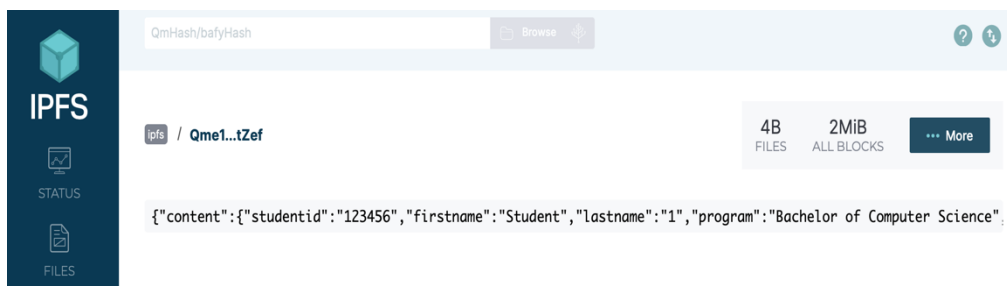 QmHash/bafyHash Browse
IPFS
ipfs / Qme1...tZef
4B 2MiB ... More
FILES ALL BLOCKS
STATUS
{"content":{"studentid":"123456","firstname":"Student","lastname":"1","program":"Bachelor of Computer Science"
FILES